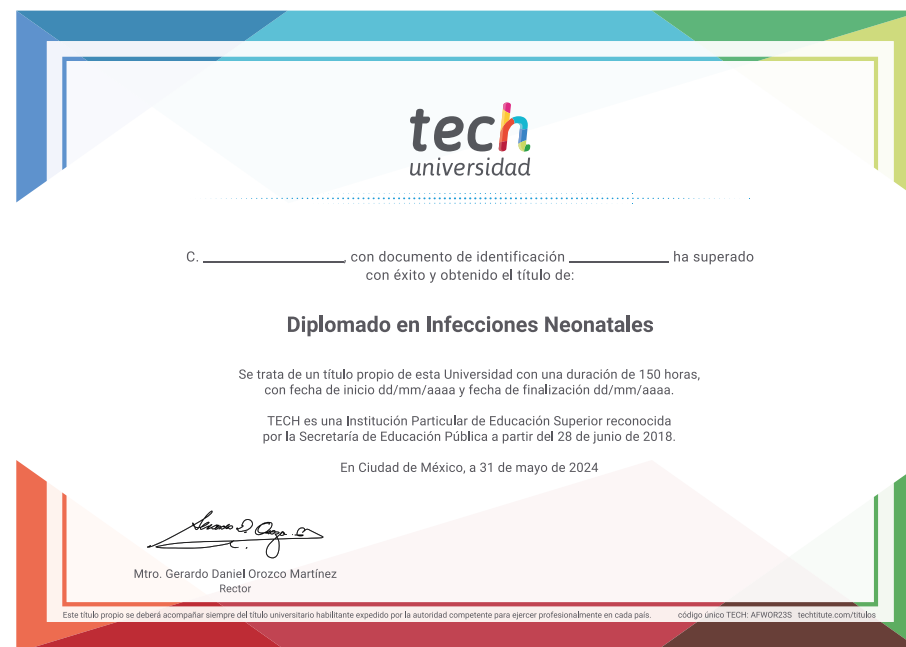 tech
universidad
C. ____________, con documento de identificación ____________ ha superado
con éxito y obtenido el título de:
Diplomado en Infecciones Neonatales
Se trata de un título propio de esta Universidad con una duración de 150 horas,
con fecha de inicio dd/mm/aaaa y fecha de finalización dd/mm/aaaa.
TECH es una Institución Particular de Educación Superior reconocida
por la Secretaría de Educación Pública a partir del 28 de junio de 2018.
En Ciudad de México, a 31 de mayo de 2024
Mtro. Gerardo Daniel Orozco Martínez
Rector
Este título propio se deberá acompañar siempre del título universitario habilitante expedido por la autoridad competente para ejercer profesionalmente en cada país. código único TECH: AFWOR23S techtitute.com/titulos